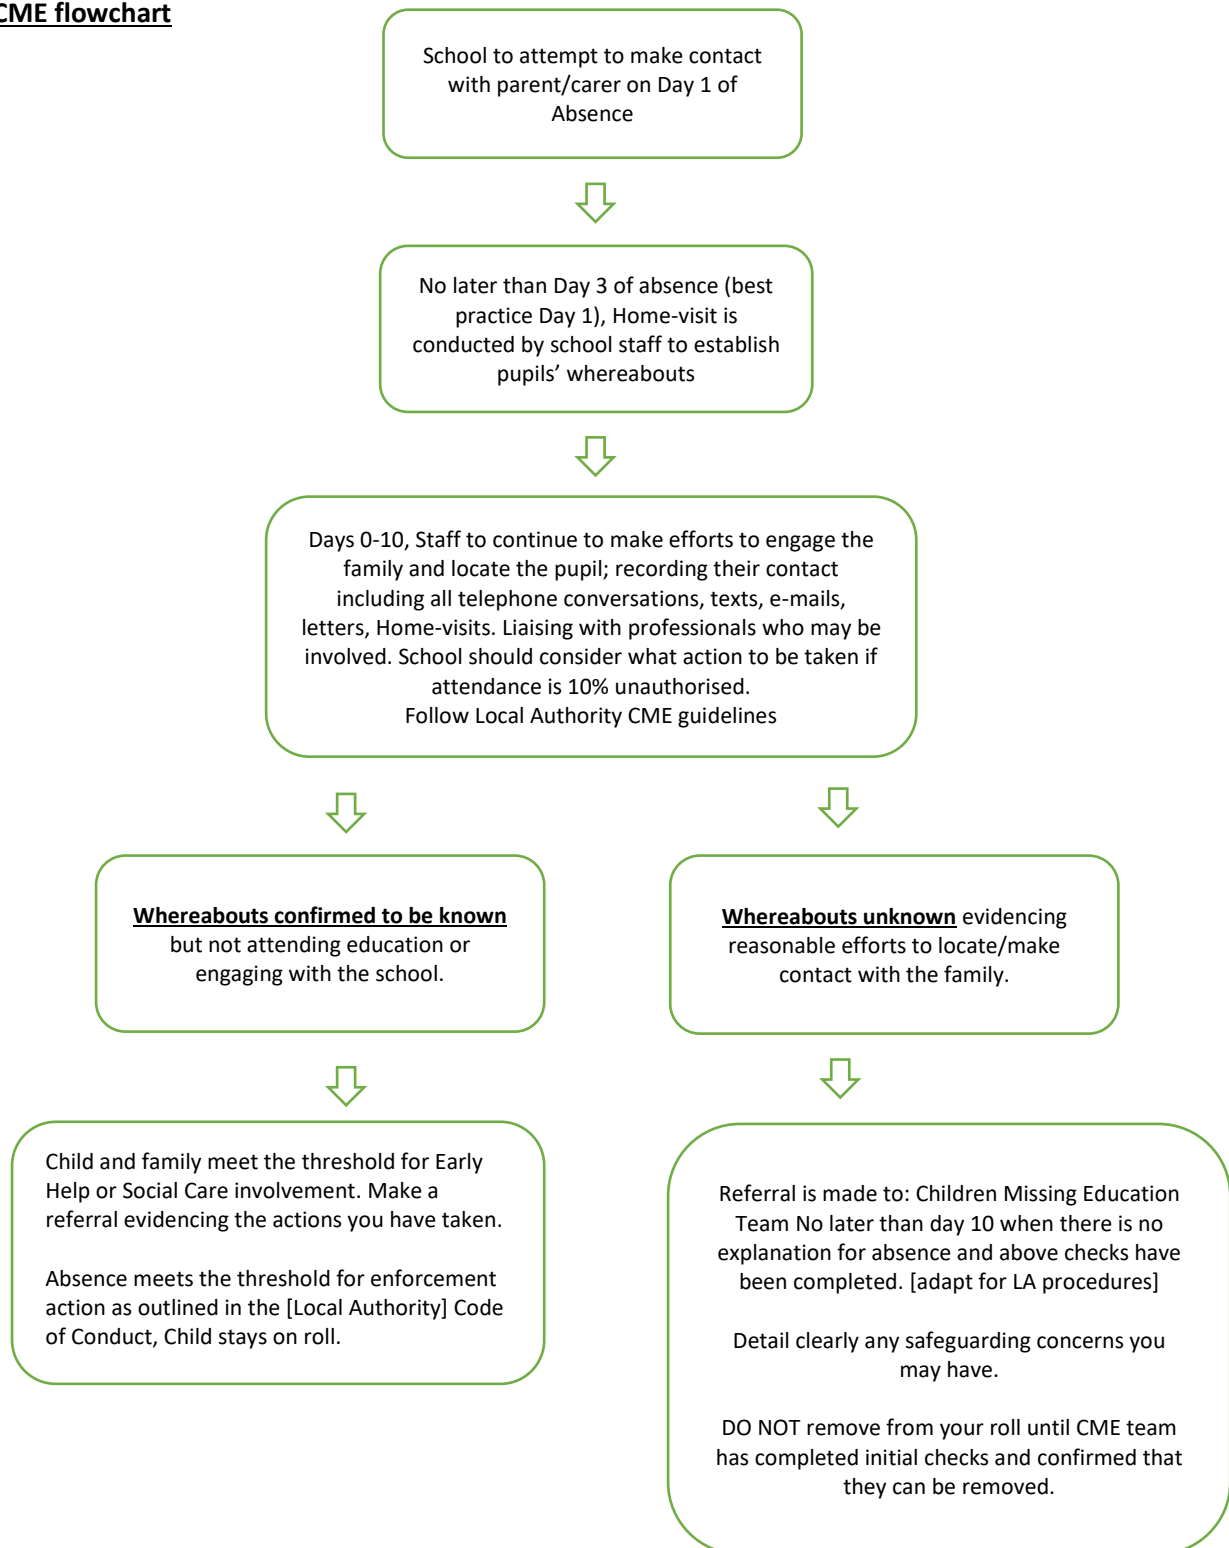 CME flowchart
School to attempt to make contact
with parent/carer on Day 1 of
Absence
No later than Day 3 of absence (best
practice Day 1), Home-visit is
conducted by school staff to establish
pupils’ whereabouts
Days 0-10, Staff to continue to make efforts to engage the
family and locate the pupil; recording their contact
including all telephone conversations, texts, e-mails,
letters, Home-visits. Liaising with professionals who may be
involved. School should consider what action to be taken if
attendance is 10% unauthorised.
Follow Local Authority CME guidelines
Whereabouts confirmed to be known
but not attending education or
engaging with the school.
Whereabouts unknown evidencing
reasonable efforts to locate/make
contact with the family.
Child and family meet the threshold for Early
Help or Social Care involvement. Make a
referral evidencing the actions you have taken.
Absence meets the threshold for enforcement
action as outlined in the [Local Authority] Code
of Conduct, Child stays on roll.
Referral is made to: Children Missing Education
Team No later than day 10 when there is no
explanation for absence and above checks have
been completed. [adapt for LA procedures]
Detail clearly any safeguarding concerns you
may have.
DO NOT remove from your roll until CME team
has completed initial checks and confirmed that
they can be removed.